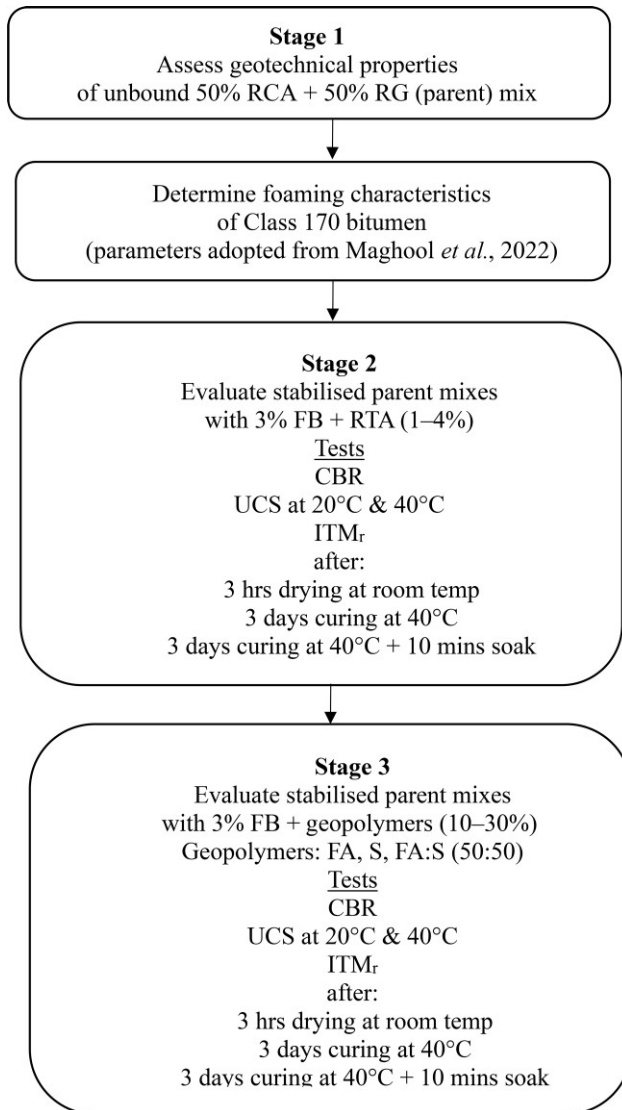 Stage 1
Assess geotechnical properties
of unbound 50% RCA + 50% RG (parent) mix
Determine foaming characteristics
of Class 170 bitumen
(parameters adopted from Maghool et al., 2022)
Stage 2
Evaluate stabilised parent mixes
with 3% FB + RTA (1–4%)
Tests
CBR
UCS at 20°C & 40°C
ITMᵣ
after:
3 hrs drying at room temp
3 days curing at 40°C
3 days curing at 40°C + 10 mins soak
Stage 3
Evaluate stabilised parent mixes
with 3% FB + geopolymers (10–30%)
Geopolymers: FA, S, FA:S (50:50)
Tests
CBR
UCS at 20°C & 40°C
ITMᵣ
after:
3 hrs drying at room temp
3 days curing at 40°C
3 days curing at 40°C + 10 mins soak